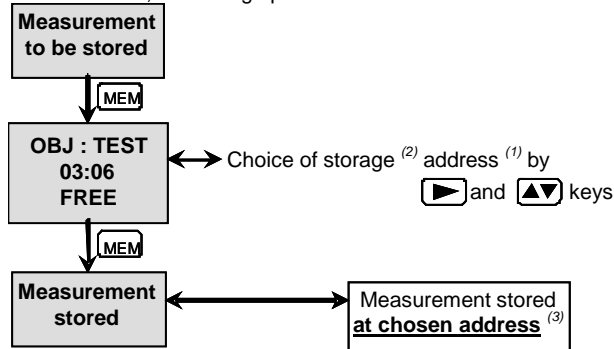 Measurement
to be stored
MEM
OBJ : TEST
03:06
FREE
Choice of storage (2) address (1) by
and keys
MEM
Measurement
stored
Measurement stored
at chosen address (3)